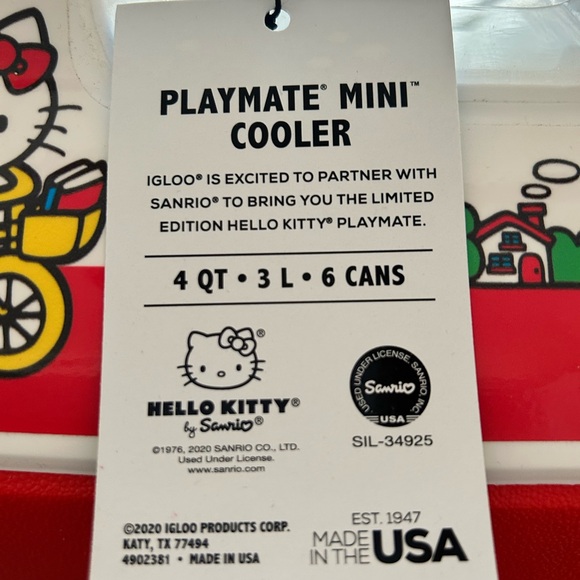 PLAYMATE® MINI™
COOLER
IGLOO® IS EXCITED TO PARTNER WITH
SANRIO® TO BRING YOU THE LIMITED
EDITION HELLO KITTY® PLAYMATE.
4 QT • 3 L • 6 CANS
®
HELLO KITTY®
by Sanrio®
©1976, 2020 SANRIO CO., LTD.
Used Under License.
www.sanrio.com
USED UNDER LICENSE. SANRIO, INC.
Sanrio
USA
SIL-34925
©2020 IGLOO PRODUCTS CORP.
KATY, TX 77494
4902381 • MADE IN USA
EST. 1947
MADE IN THE USA